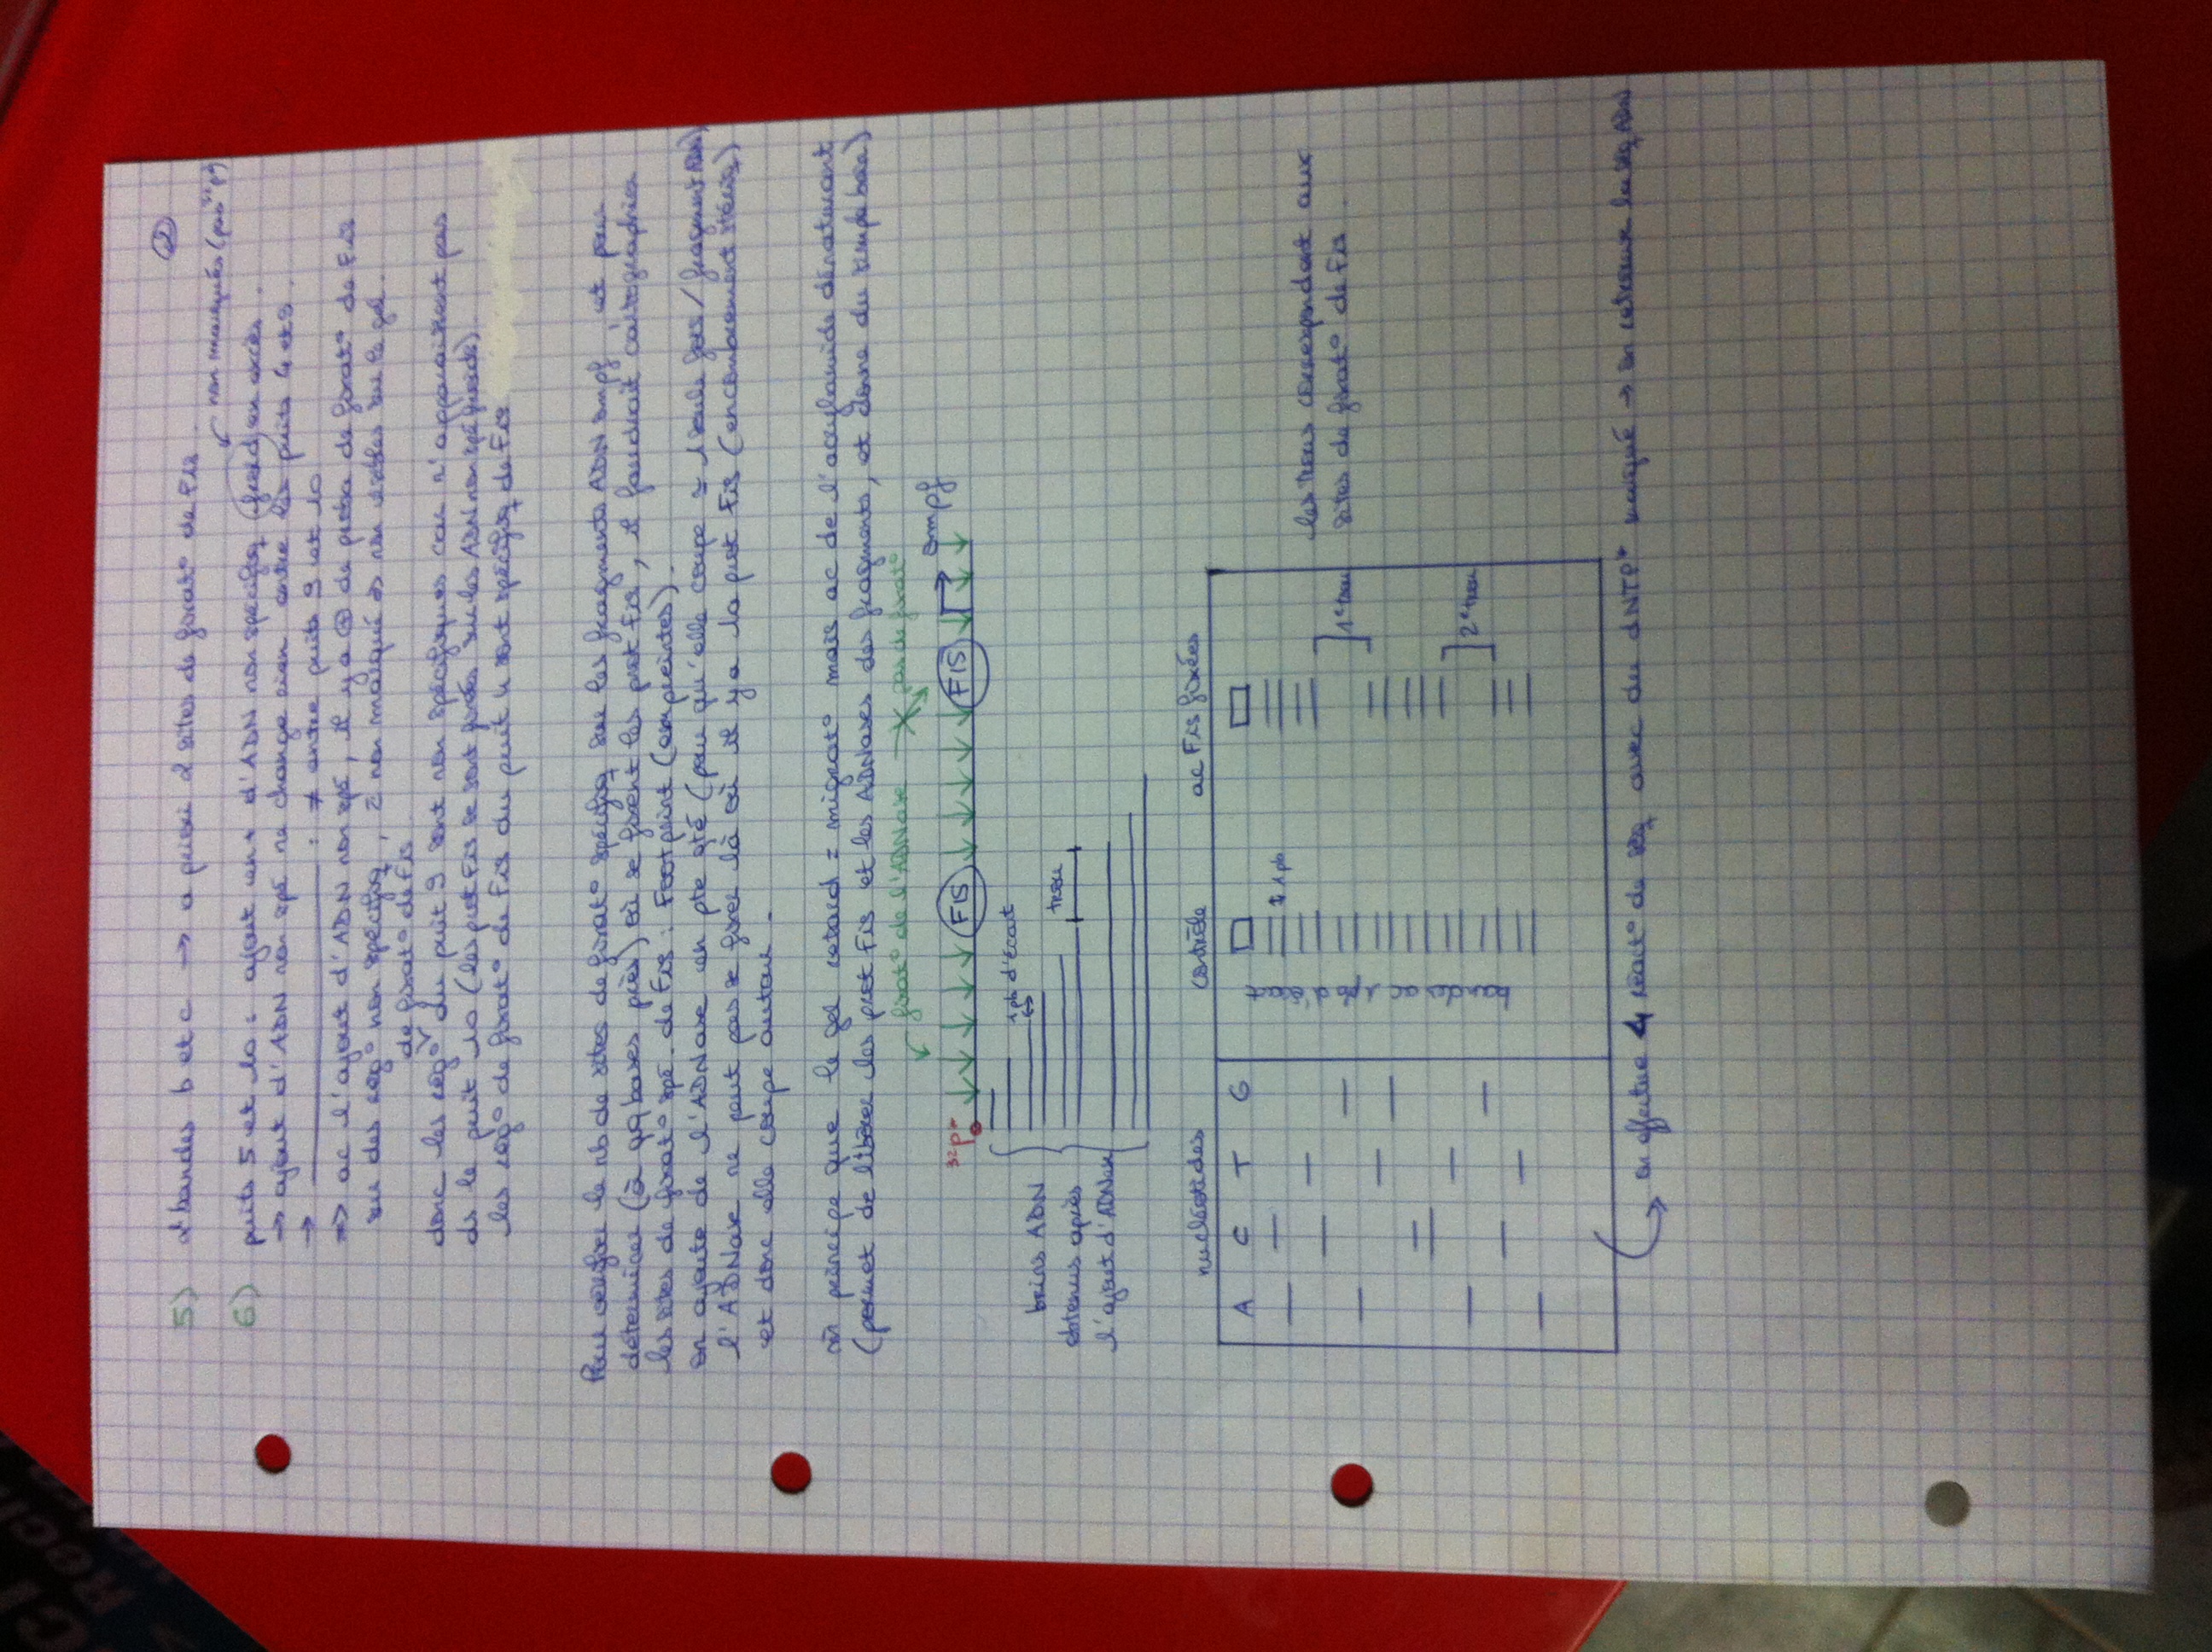 2
5) 2 bandes b et c → a priori 2 sites de fixat° de Fis.
non marquées (pas ³²P)
6) puits 5 et 10 : ajout en + d'ADN non spécifiq (froid) en excès.
→ ajout d'ADN non spé ne change rien entre les puits 4 et 5.
→ : ≠ entre puits 9 et 10
=> ac l'ajout d'ADN non spé, il y a ⊕ de proba de fixat° de Fis
sur des rég° non spécifiq, non marqué non visibles sur le gel.
de fixat° de Fis
donc les rég° du puit 9 sont non spécifiques car n'apparaissent pas
ds le puit 10 (les prot Fis se sont fixées sur les ADN non spé froids).
les rég° de fixat° de Fis du puit 4 sont spécifiq de Fis
Pour vérifier le nb de sites de fixat° spécifiq sur les fragments ADN ompf, et pour
déterminer (à qq bases près) où se fixent les prot Fis, il faudrait cartographier
les sites de fixat° spé. de Fis : Footprint (empreintes).
on ajoute de l'ADNase en pte qté (pour qu'elle coupe ≈ 1 seule fois / fragment ADN)
l'ADNase ne peut pas se fixer là où il y a la prot Fis (encombrement stériq)
et donc elle coupe autour.
m̂ principe que le gel retard = migrat° mais ac de l'acrylamide dénaturant
(permet de libérer les prot Fis et les ADNases des fragments, et donne du simple brin)
fixat° de l'ADNase pas de fixat°
³²P FIS FIS ompf
1 pb d'écart
brins ADN
trou
obtenus après
l'ajout d'ADNase
nucléotides contrôle ac Fis fixées
A C T G
bandes ac 1 pb d'écart
1 pb
les trous correspondent aux
1e trou sites de fixat° de Fis.
2e trou
on effectue 4 réact° de séq avec du dNTP* marqué → on retrouve la séq ADN